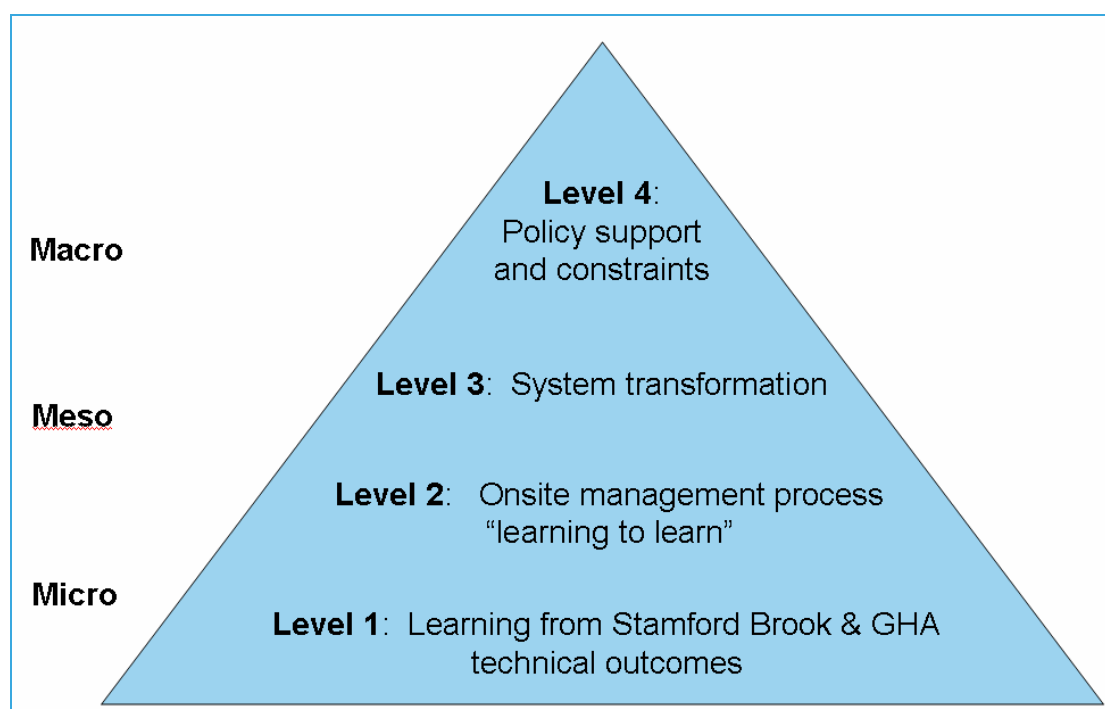 Level 4:
Policy support
and constraints
Macro
Level 3: System transformation
Meso
Level 2: Onsite management process
“learning to learn”
Micro
Level 1: Learning from Stamford Brook & GHA
technical outcomes